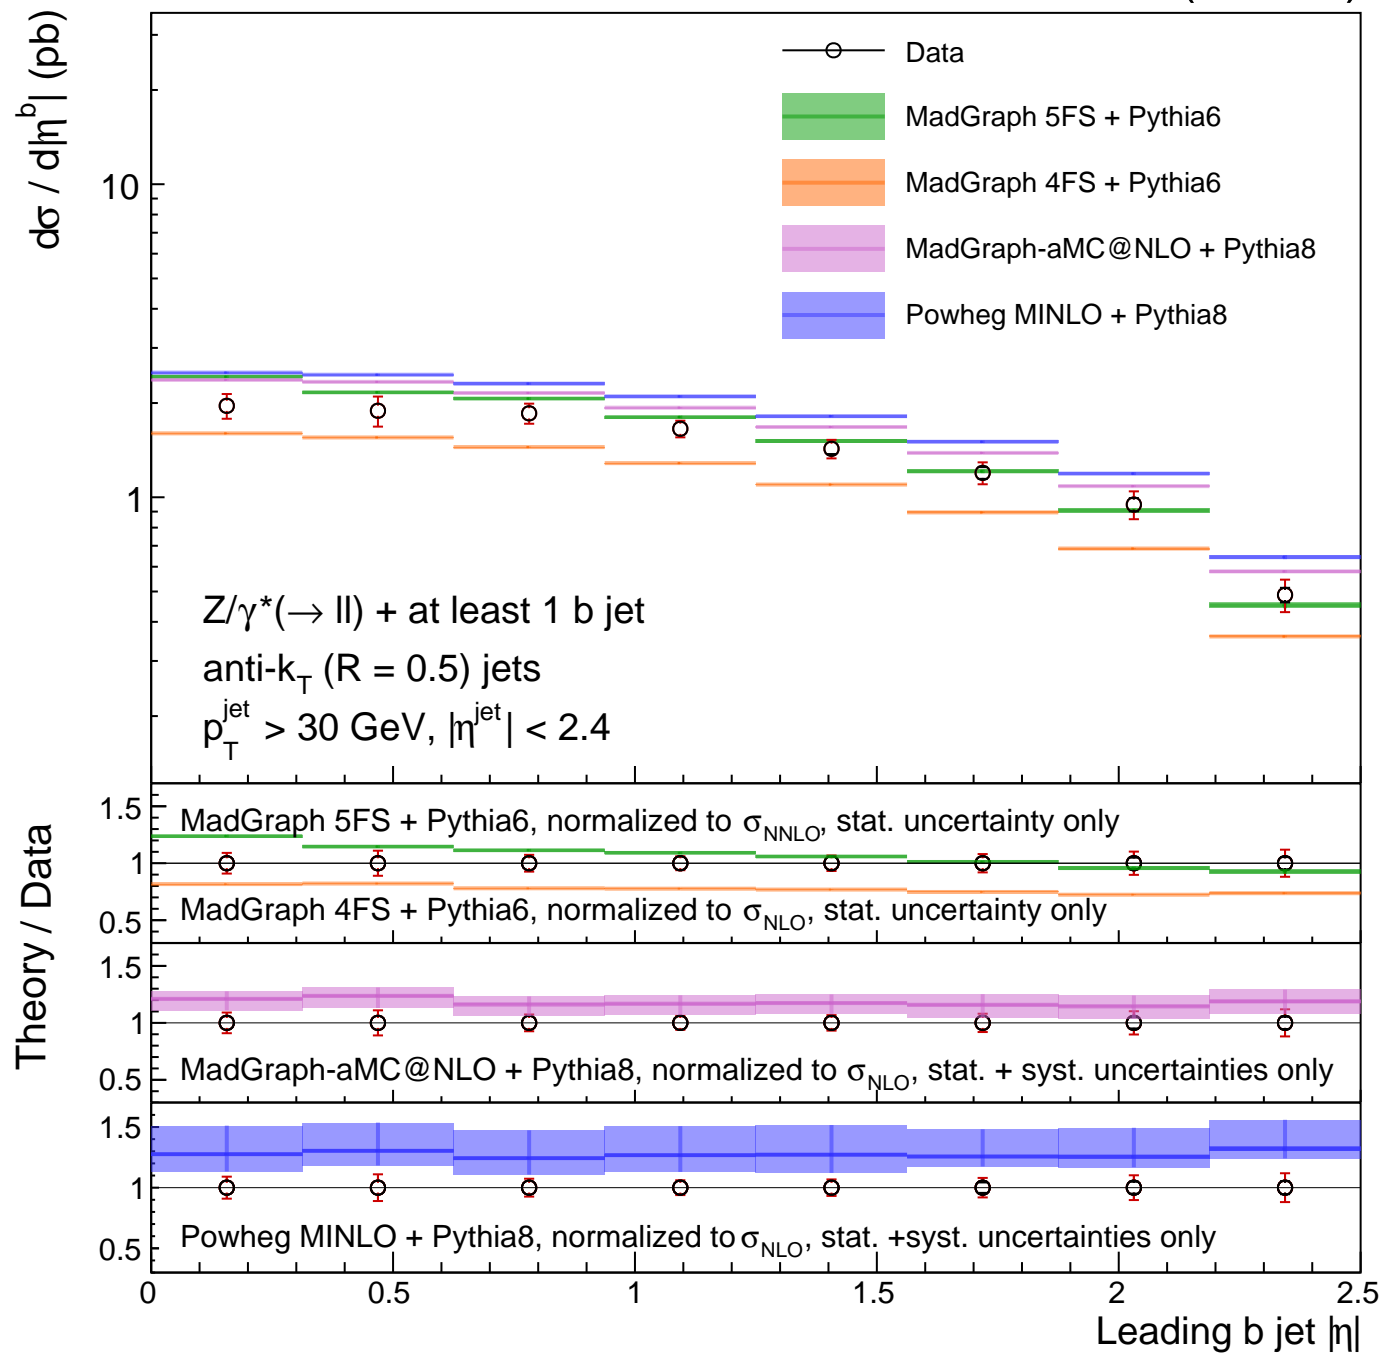 dσ / d|η^b| (pb)
Data
MadGraph 5FS + Pythia6
MadGraph 4FS + Pythia6
MadGraph-aMC@NLO + Pythia8
Powheg MINLO + Pythia8
10
1
Z/γ*(→ ll) + at least 1 b jet
anti-k_T (R = 0.5) jets
p_T^jet > 30 GeV, |η^jet| < 2.4
Theory / Data
1.5
MadGraph 5FS + Pythia6, normalized to σ_NNLO, stat. uncertainty only
1
MadGraph 4FS + Pythia6, normalized to σ_NLO, stat. uncertainty only
0.5
1.5
1
MadGraph-aMC@NLO + Pythia8, normalized to σ_NLO, stat. + syst. uncertainties only
0.5
1.5
1
Powheg MINLO + Pythia8, normalized to σ_NLO, stat. +syst. uncertainties only
0.5
0 0.5 1 1.5 2 2.5
Leading b jet |η|